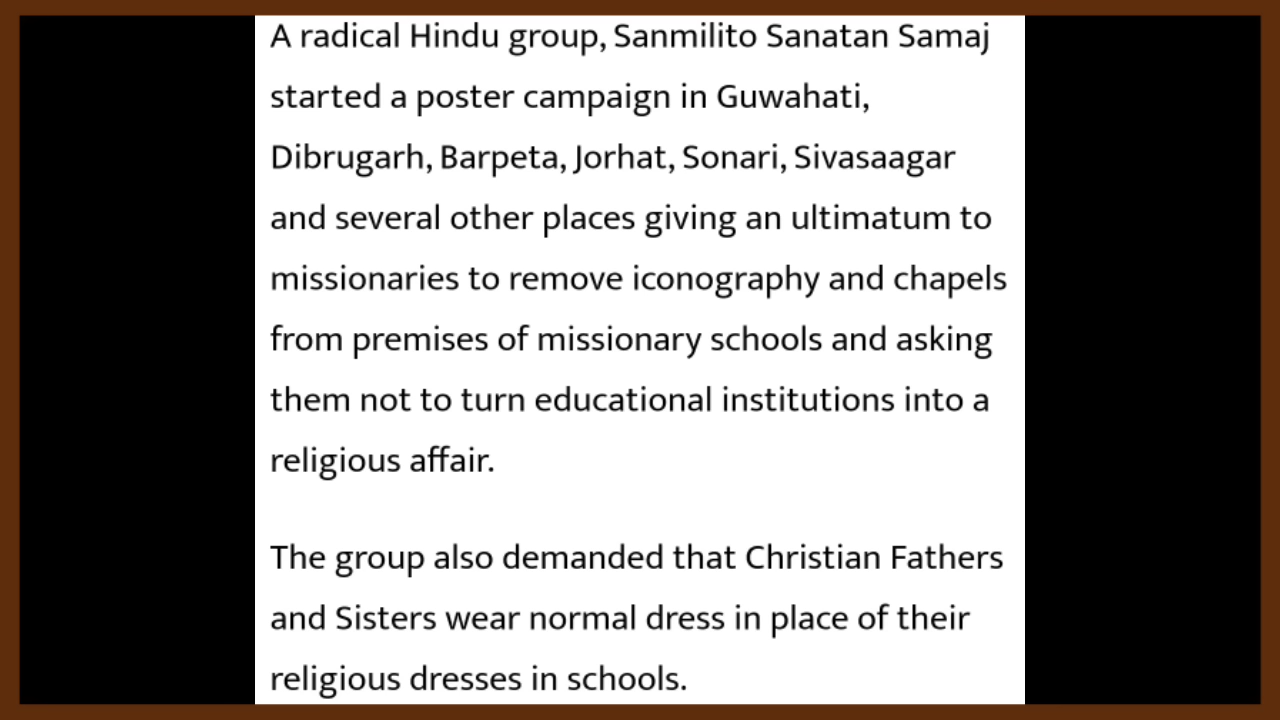 A radical Hindu group, Sanmilito Sanatan Samaj
started a poster campaign in Guwahati,
Dibrugarh, Barpeta, Jorhat, Sonari, Sivasaagar
and several other places giving an ultimatum to
missionaries to remove iconography and chapels
from premises of missionary schools and asking
them not to turn educational institutions into a
religious affair.
The group also demanded that Christian Fathers
and Sisters wear normal dress in place of their
religious dresses in schools.